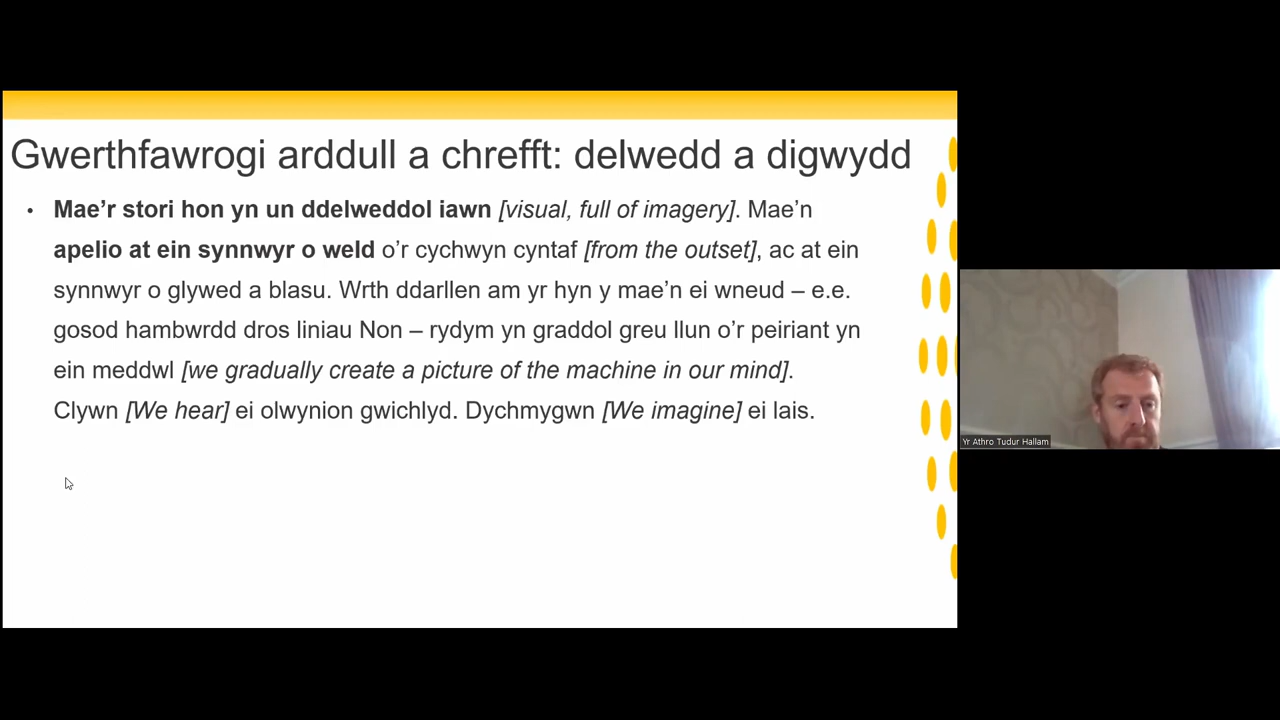 Gwerthfawrogi arddull a chrefft: delwedd a digwydd
• Mae’r stori hon yn un ddelweddol iawn [visual, full of imagery]. Mae’n
apelio at ein synnwyr o weld o’r cychwyn cyntaf [from the outset], ac at ein
synnwyr o glywed a blasu. Wrth ddarllen am yr hyn y mae’n ei wneud – e.e.
gosod hambwrdd dros liniau Non – rydym yn graddol greu llun o’r peiriant yn
ein meddwl [we gradually create a picture of the machine in our mind].
Clywn [We hear] ei olwynion gwichlyd. Dychmygwn [We imagine] ei lais.
Yr Athro Tudur Hallam